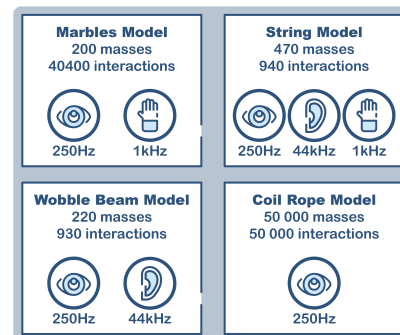 Marbles Model
200 masses
40400 interactions
250Hz 1kHz
String Model
470 masses
940 interactions
250Hz 44kHz 1kHz
Wobble Beam Model
220 masses
930 interactions
250Hz 44kHz
Coil Rope Model
50 000 masses
50 000 interactions
250Hz